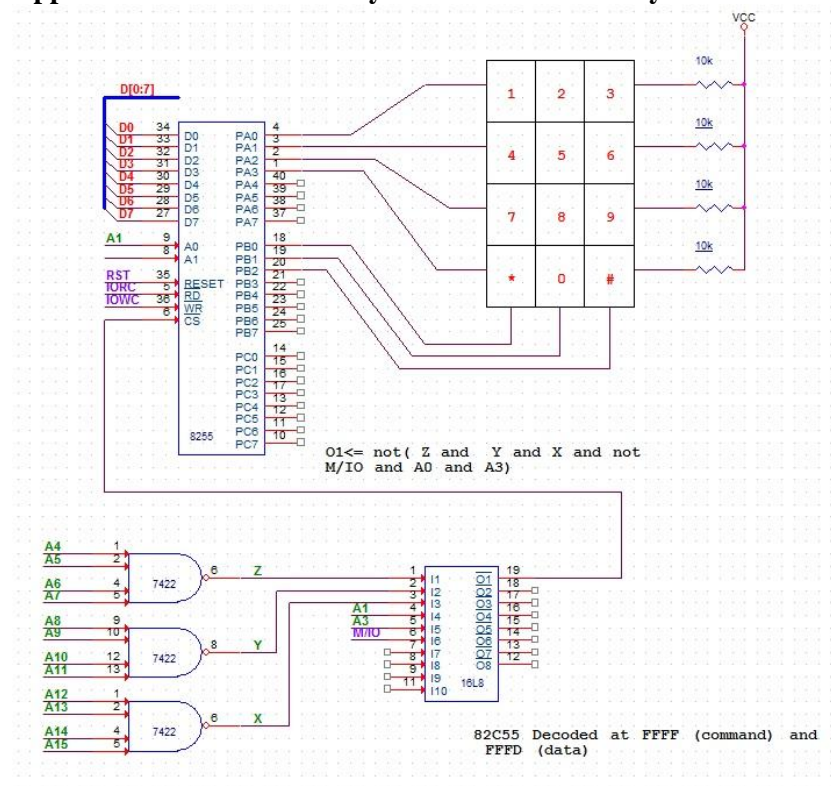 VCC
10k
10k
10k
10k
D[0:7]
D0 34 D0 PA0 4
D1 33 D1 PA1 3
D2 32 D2 PA2 2
D3 31 D3 PA3 1
D4 30 D4 PA4 40
D5 29 D5 PA5 39
D6 28 D6 PA6 38
D7 27 D7 PA7 37
A1 9 A0 PB0 18
8 A1 PB1 19
PB2 20
RST 35 RESET PB3 21
IORC 5 RD PB4 22
IOWC 36 WR PB5 23
6 CS PB6 24
PB7 25
PC0 14
PC1 15
PC2 16
PC3 17
PC4 13
PC5 12
PC6 11
PC7 10
8255
1 2 3
4 5 6
7 8 9
* 0 #
O1<= not( Z and Y and X and not
M/IO and A0 and A3)
A4 1
A5 2
A6 4
A7 5
7422
6 Z
A8 9
A9 10
A10 12
A11 13
7422
8 Y
A12 1
A13 2
A14 4
A15 5
7422
6 X
1 I1 O1 19
2 I2 O2 18
3 I3 O3 17
A1 4 I4 O4 16
A3 5 I5 O5 15
M/IO 6 I6 O6 14
7 I7 O7 13
8 I8 O8 12
9 I9
11 I10
16L8
82C55 Decoded at FFFF (command) and
FFFD (data)